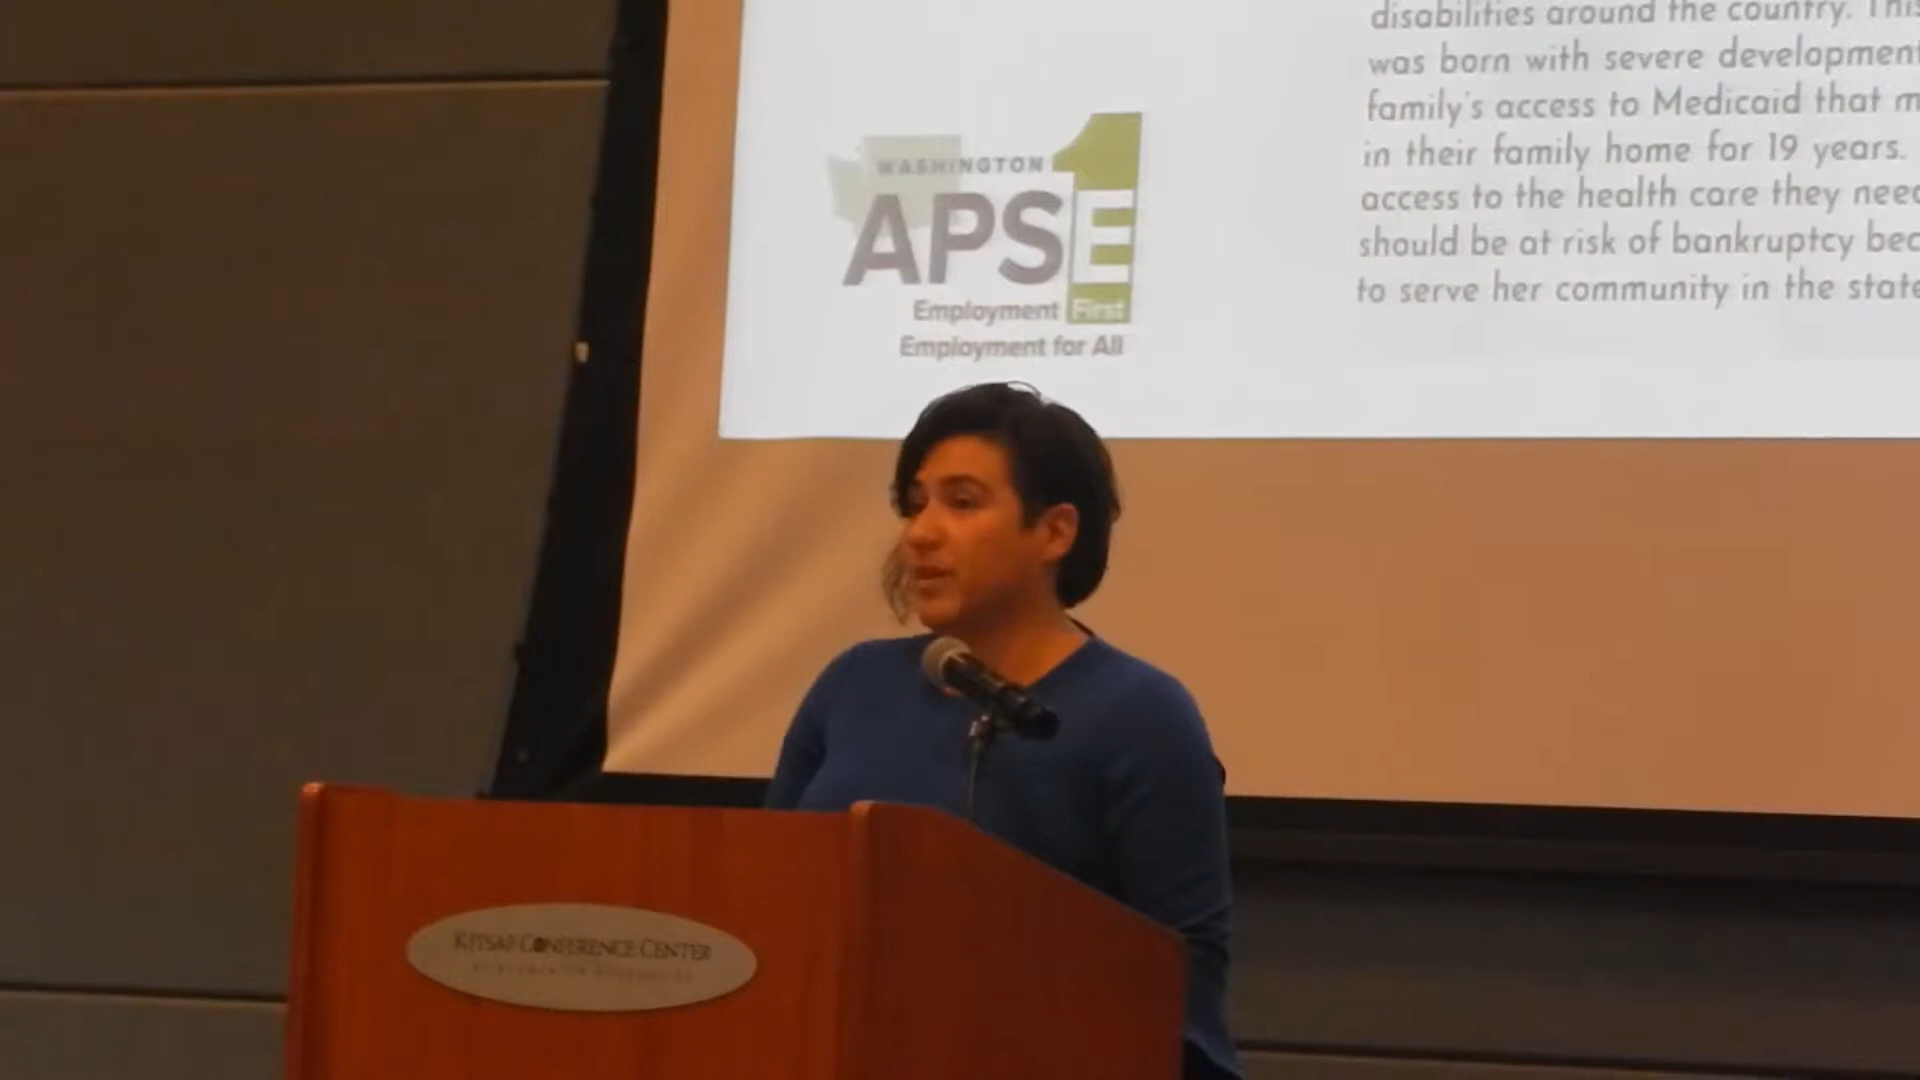 WASHINGTON
APSE
Employment First
Employment for All
disabilities around the country. This
was born with severe development
family's access to Medicaid that m
in their family home for 19 years.
access to the health care they need
should be at risk of bankruptcy bec
to serve her community in the state
KITSAP CONFERENCE CENTER